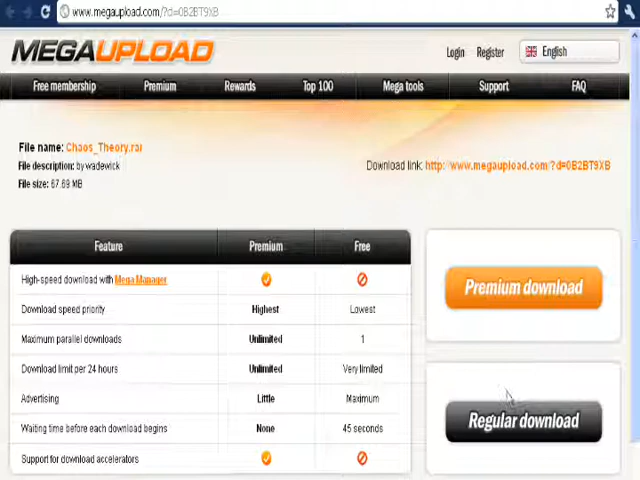 www.megaupload.com/?d=0B2BT9XB
MEGAUPLOAD
Login Register English
Free membership Premium Rewards Top 100 Mega tools Support FAQ
File name: Chaos_Theory.rar
File description: by wadewick
Download link: http://www.megaupload.com/?d=0B2BT9XB
File size: 67.69 MB
Feature Premium Free
High-speed download with Mega Manager
Download speed priority Highest Lowest
Maximum parallel downloads Unlimited 1
Download limit per 24 hours Unlimited Very limited
Advertising Little Maximum
Waiting time before each download begins None 45 seconds
Support for download accelerators
Premium download
Regular download